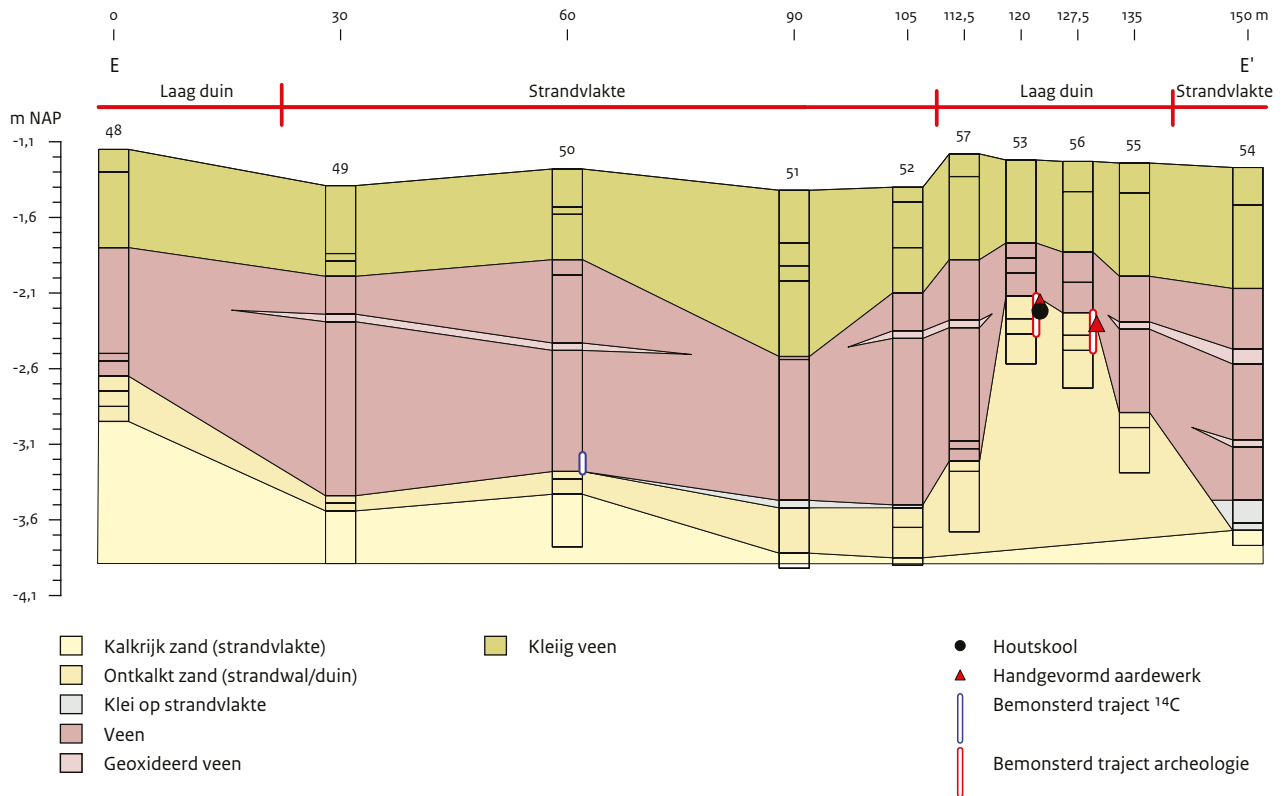 0 30 60 90 105 112,5 120 127,5 135 150 m
E E'
Laag duin Strandvlakte Laag duin Strandvlakte
m NAP
48 49 50 51 52 57 53 56 55 54
-1,1
-1,6
-2,1
-2,6
-3,1
-3,6
-4,1
Kalkrijk zand (strandvlakte)
Ontkalkt zand (strandwal/duin)
Klei op strandvlakte
Veen
Geoxideerd veen
Kleiig veen
Houtskool
Handgevormd aardewerk
Bemonsterd traject ¹⁴C
Bemonsterd traject archeologie